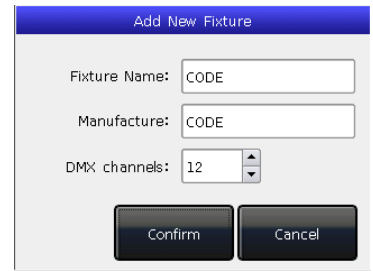 Add New Fixture
Fixture Name: CODE
Manufacture: CODE
DMX channels: 12
Confirm Cancel